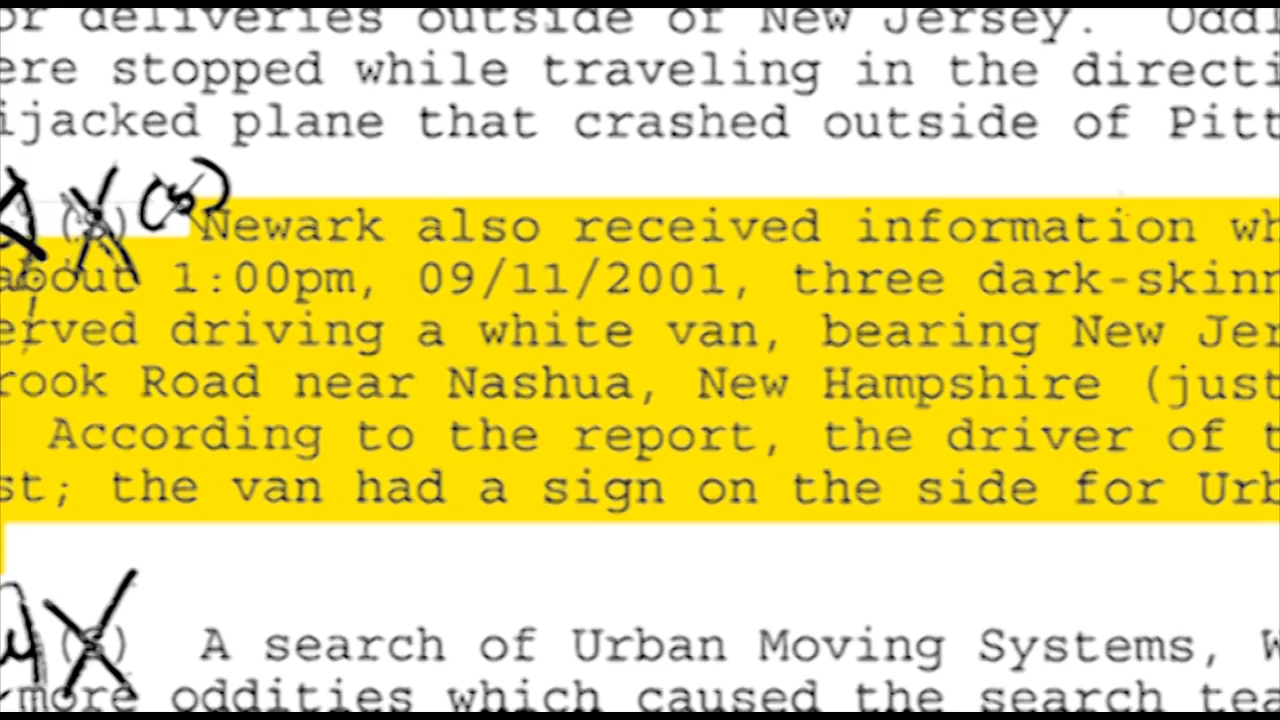 or deliveries outside of New Jersey. Oddl
ere stopped while traveling in the directi
ijacked plane that crashed outside of Pitt
(S) (S) Newark also received information wh
about 1:00pm, 09/11/2001, three dark-skinn
erved driving a white van, bearing New Jer
rook Road near Nashua, New Hampshire (just
According to the report, the driver of t
st; the van had a sign on the side for Urb
(S) A search of Urban Moving Systems, W
more oddities which caused the search tea